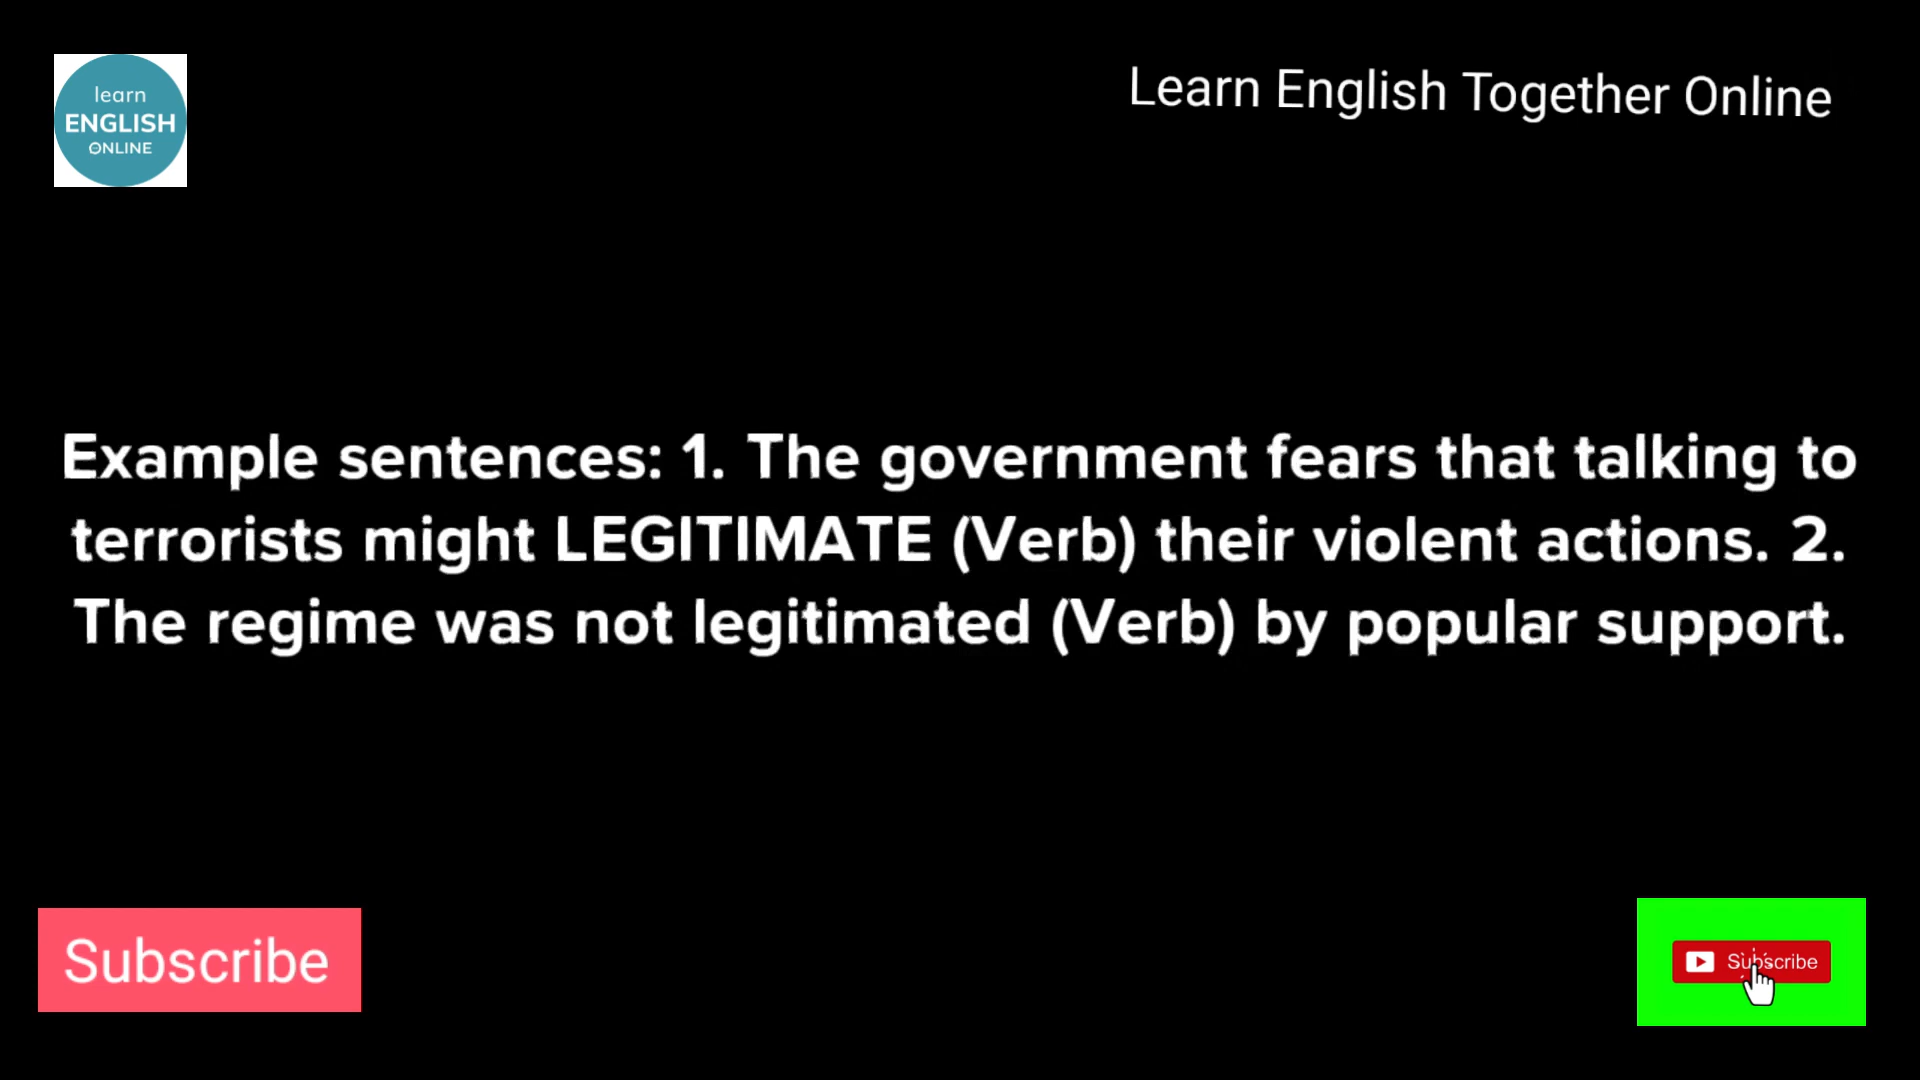 learn
ENGLISH
ONLINE
Learn English Together Online
Example sentences: 1. The government fears that talking to
terrorists might LEGITIMATE (Verb) their violent actions. 2.
The regime was not legitimated (Verb) by popular support.
Subscribe
Subscribe